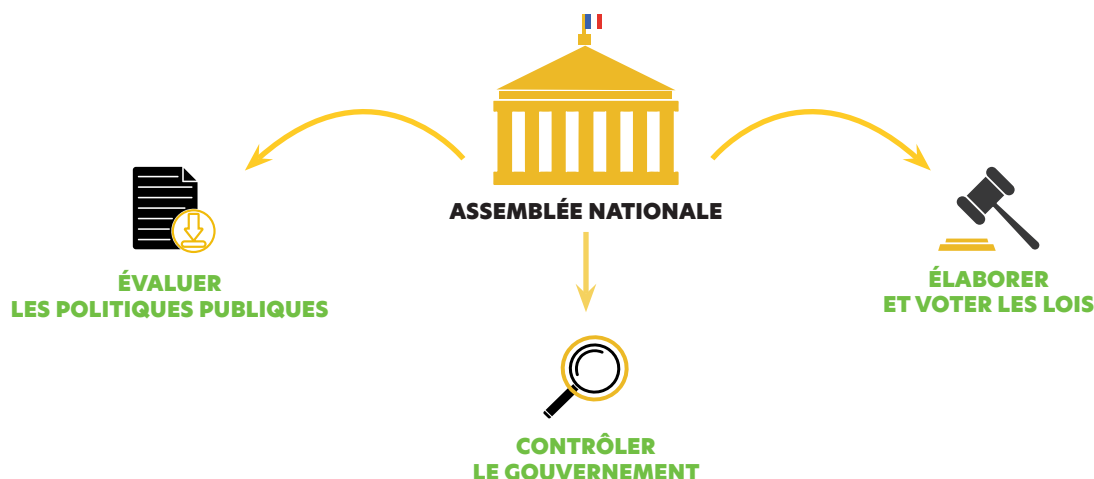 ASSEMBLÉE NATIONALE
ÉVALUER
LES POLITIQUES PUBLIQUES
ÉLABORER
ET VOTER LES LOIS
CONTRÔLER
LE GOUVERNEMENT